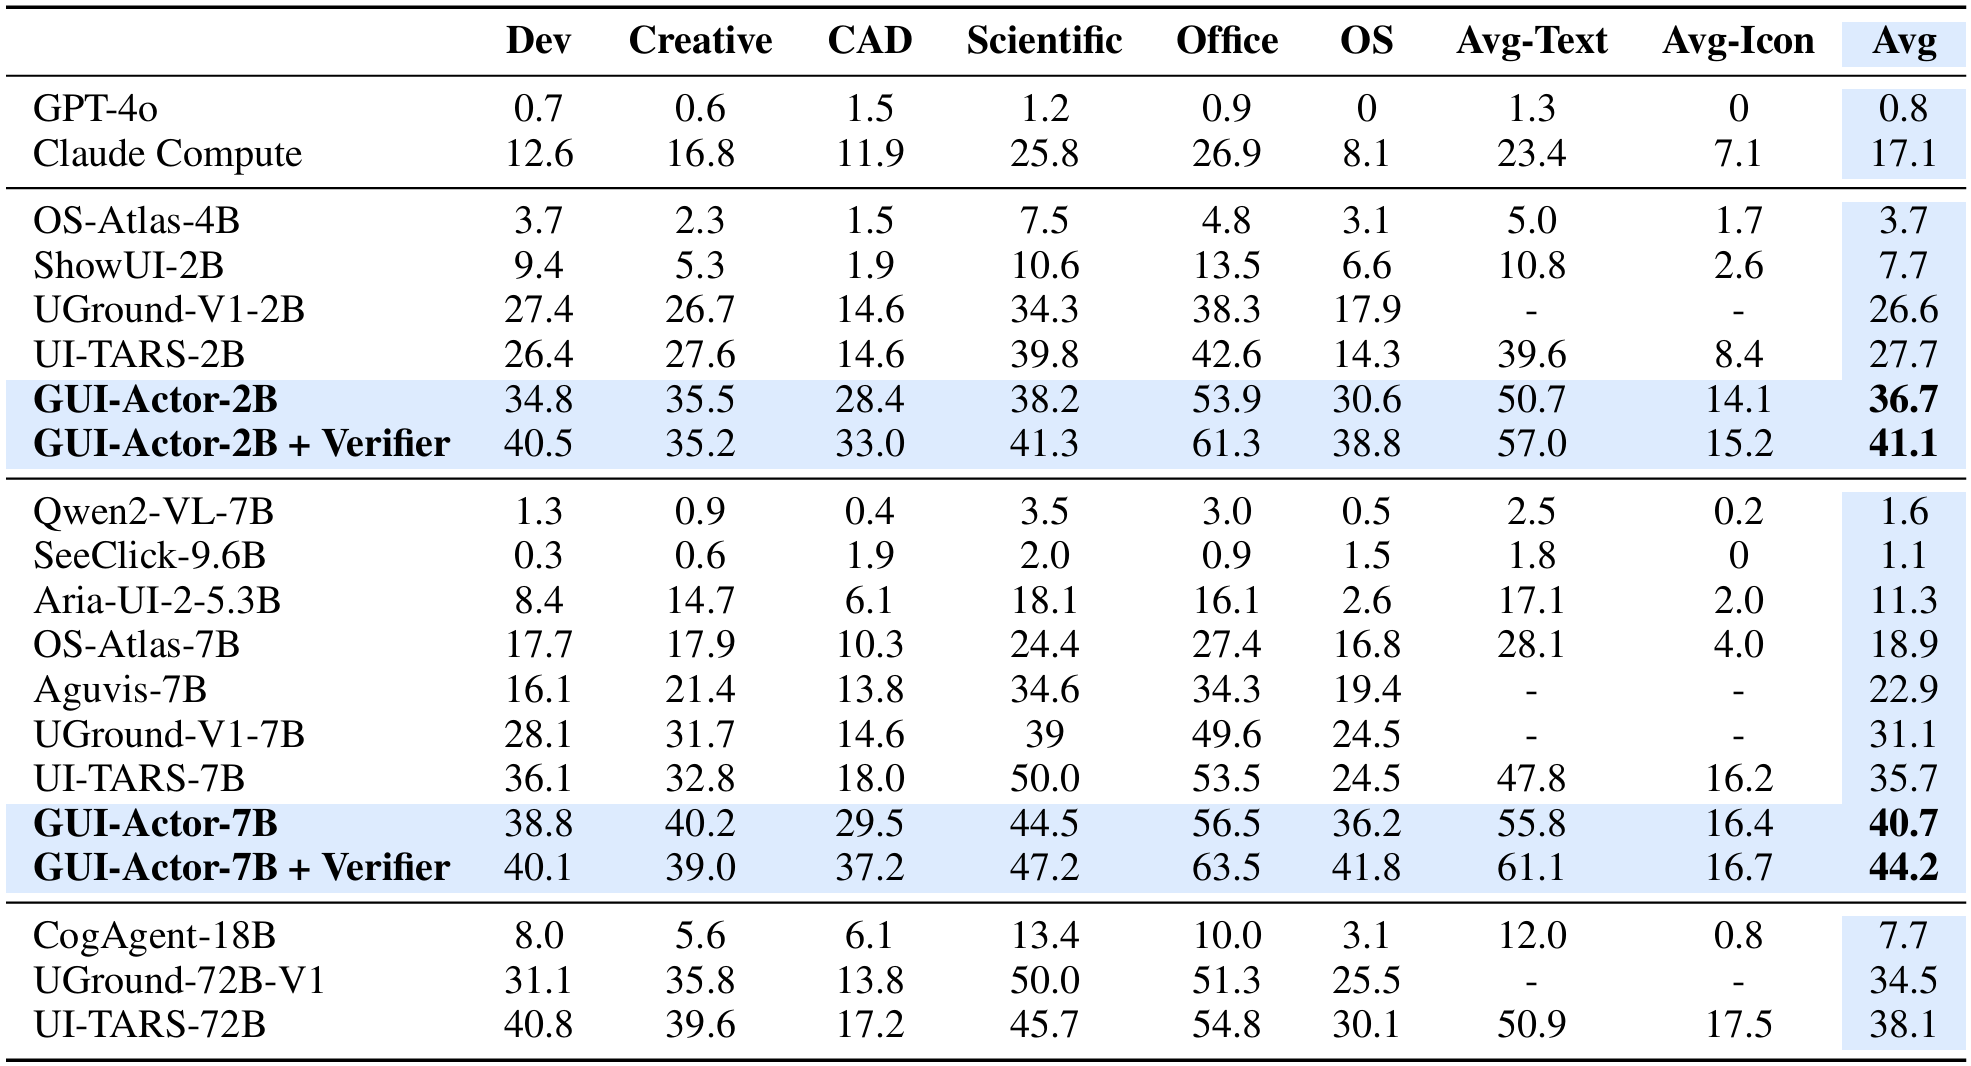 Dev Creative CAD Scientific Office OS Avg-Text Avg-Icon Avg
GPT-4o 0.7 0.6 1.5 1.2 0.9 0 1.3 0 0.8
Claude Compute 12.6 16.8 11.9 25.8 26.9 8.1 23.4 7.1 17.1
OS-Atlas-4B 3.7 2.3 1.5 7.5 4.8 3.1 5.0 1.7 3.7
ShowUI-2B 9.4 5.3 1.9 10.6 13.5 6.6 10.8 2.6 7.7
UGround-V1-2B 27.4 26.7 14.6 34.3 38.3 17.9 - - 26.6
UI-TARS-2B 26.4 27.6 14.6 39.8 42.6 14.3 39.6 8.4 27.7
GUI-Actor-2B 34.8 35.5 28.4 38.2 53.9 30.6 50.7 14.1 36.7
GUI-Actor-2B + Verifier 40.5 35.2 33.0 41.3 61.3 38.8 57.0 15.2 41.1
Qwen2-VL-7B 1.3 0.9 0.4 3.5 3.0 0.5 2.5 0.2 1.6
SeeClick-9.6B 0.3 0.6 1.9 2.0 0.9 1.5 1.8 0 1.1
Aria-UI-2-5.3B 8.4 14.7 6.1 18.1 16.1 2.6 17.1 2.0 11.3
OS-Atlas-7B 17.7 17.9 10.3 24.4 27.4 16.8 28.1 4.0 18.9
Aguvis-7B 16.1 21.4 13.8 34.6 34.3 19.4 - - 22.9
UGround-V1-7B 28.1 31.7 14.6 39 49.6 24.5 - - 31.1
UI-TARS-7B 36.1 32.8 18.0 50.0 53.5 24.5 47.8 16.2 35.7
GUI-Actor-7B 38.8 40.2 29.5 44.5 56.5 36.2 55.8 16.4 40.7
GUI-Actor-7B + Verifier 40.1 39.0 37.2 47.2 63.5 41.8 61.1 16.7 44.2
CogAgent-18B 8.0 5.6 6.1 13.4 10.0 3.1 12.0 0.8 7.7
UGround-72B-V1 31.1 35.8 13.8 50.0 51.3 25.5 - - 34.5
UI-TARS-72B 40.8 39.6 17.2 45.7 54.8 30.1 50.9 17.5 38.1